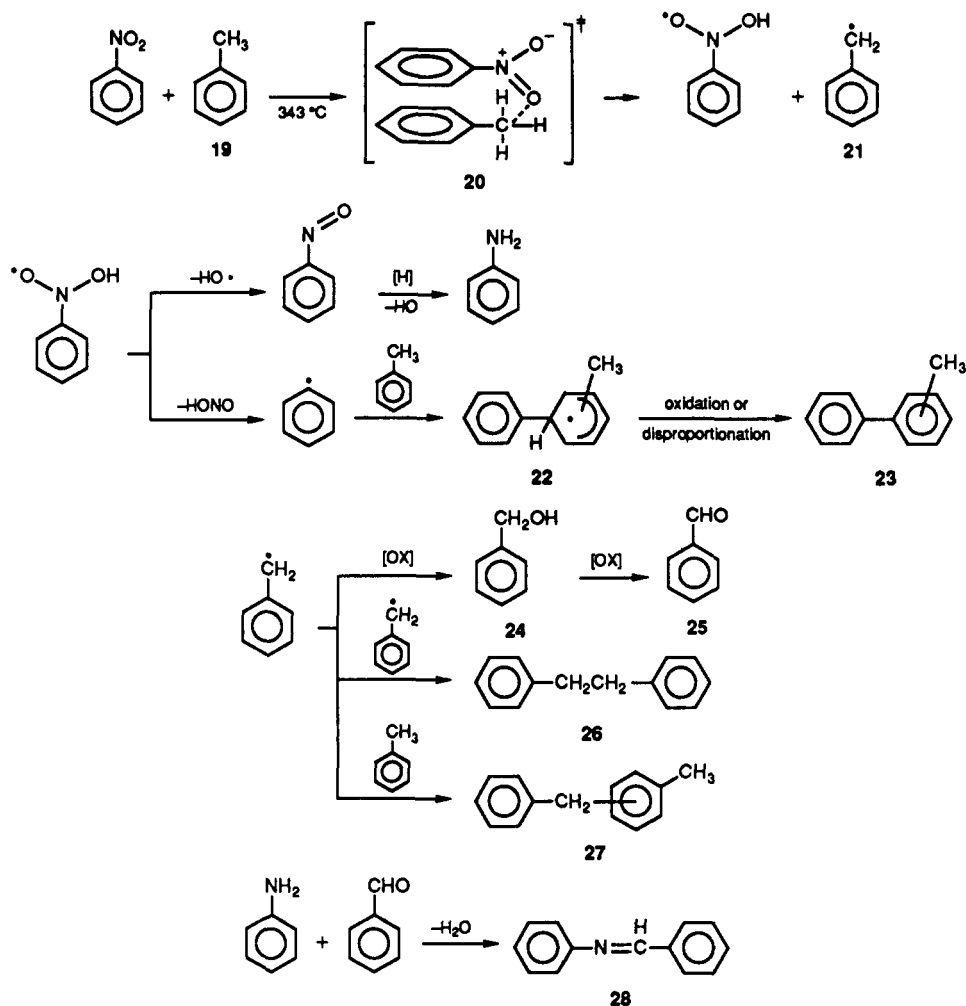 NO2 + CH3 343 °C N+ O− O H C H H ‡ •O N OH + •CH2
19 20 21
•O N OH –HO • N O [H] –HO NH2
–HONO • CH3 H • CH3 oxidation or disproportionation CH3
22 23
•CH2 [OX] CH2OH [OX] CHO
24 25
•CH2 CH2CH2
26
CH3 CH2 CH3
27
NH2 + CHO –H2O N=C H
28